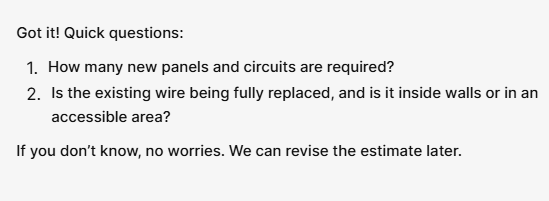 Got it! Quick questions:
1. How many new panels and circuits are required?
2. Is the existing wire being fully replaced, and is it inside walls or in an
accessible area?
If you don’t know, no worries. We can revise the estimate later.